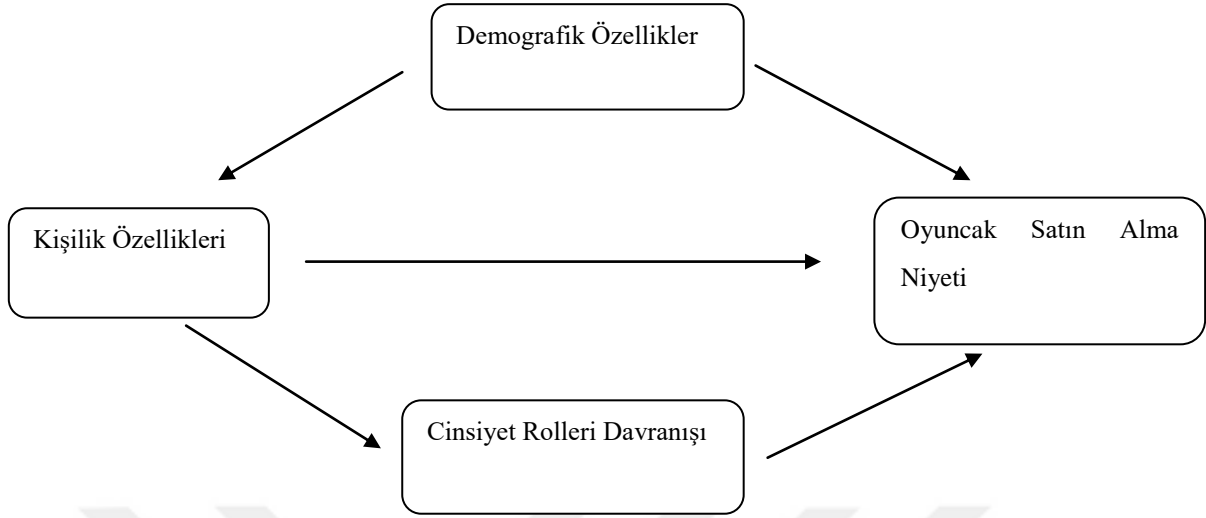 Demografik Özellikler
Kişilik Özellikleri
Oyuncak Satın Alma
Niyeti
Cinsiyet Rolleri Davranışı